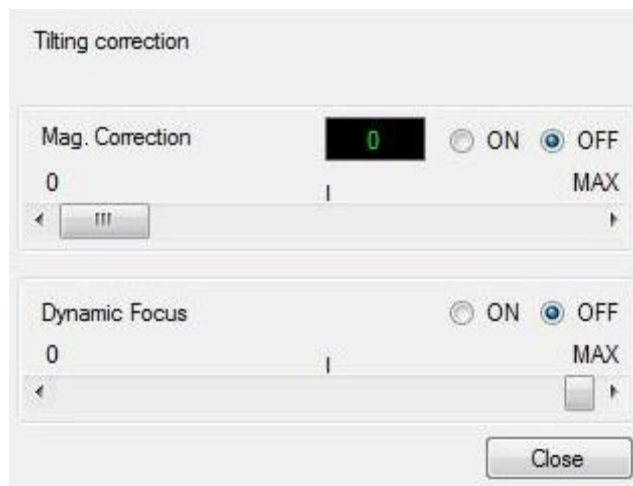 Tilting correction
Mag. Correction 0 ON OFF
0 MAX
Dynamic Focus ON OFF
0 MAX
Close